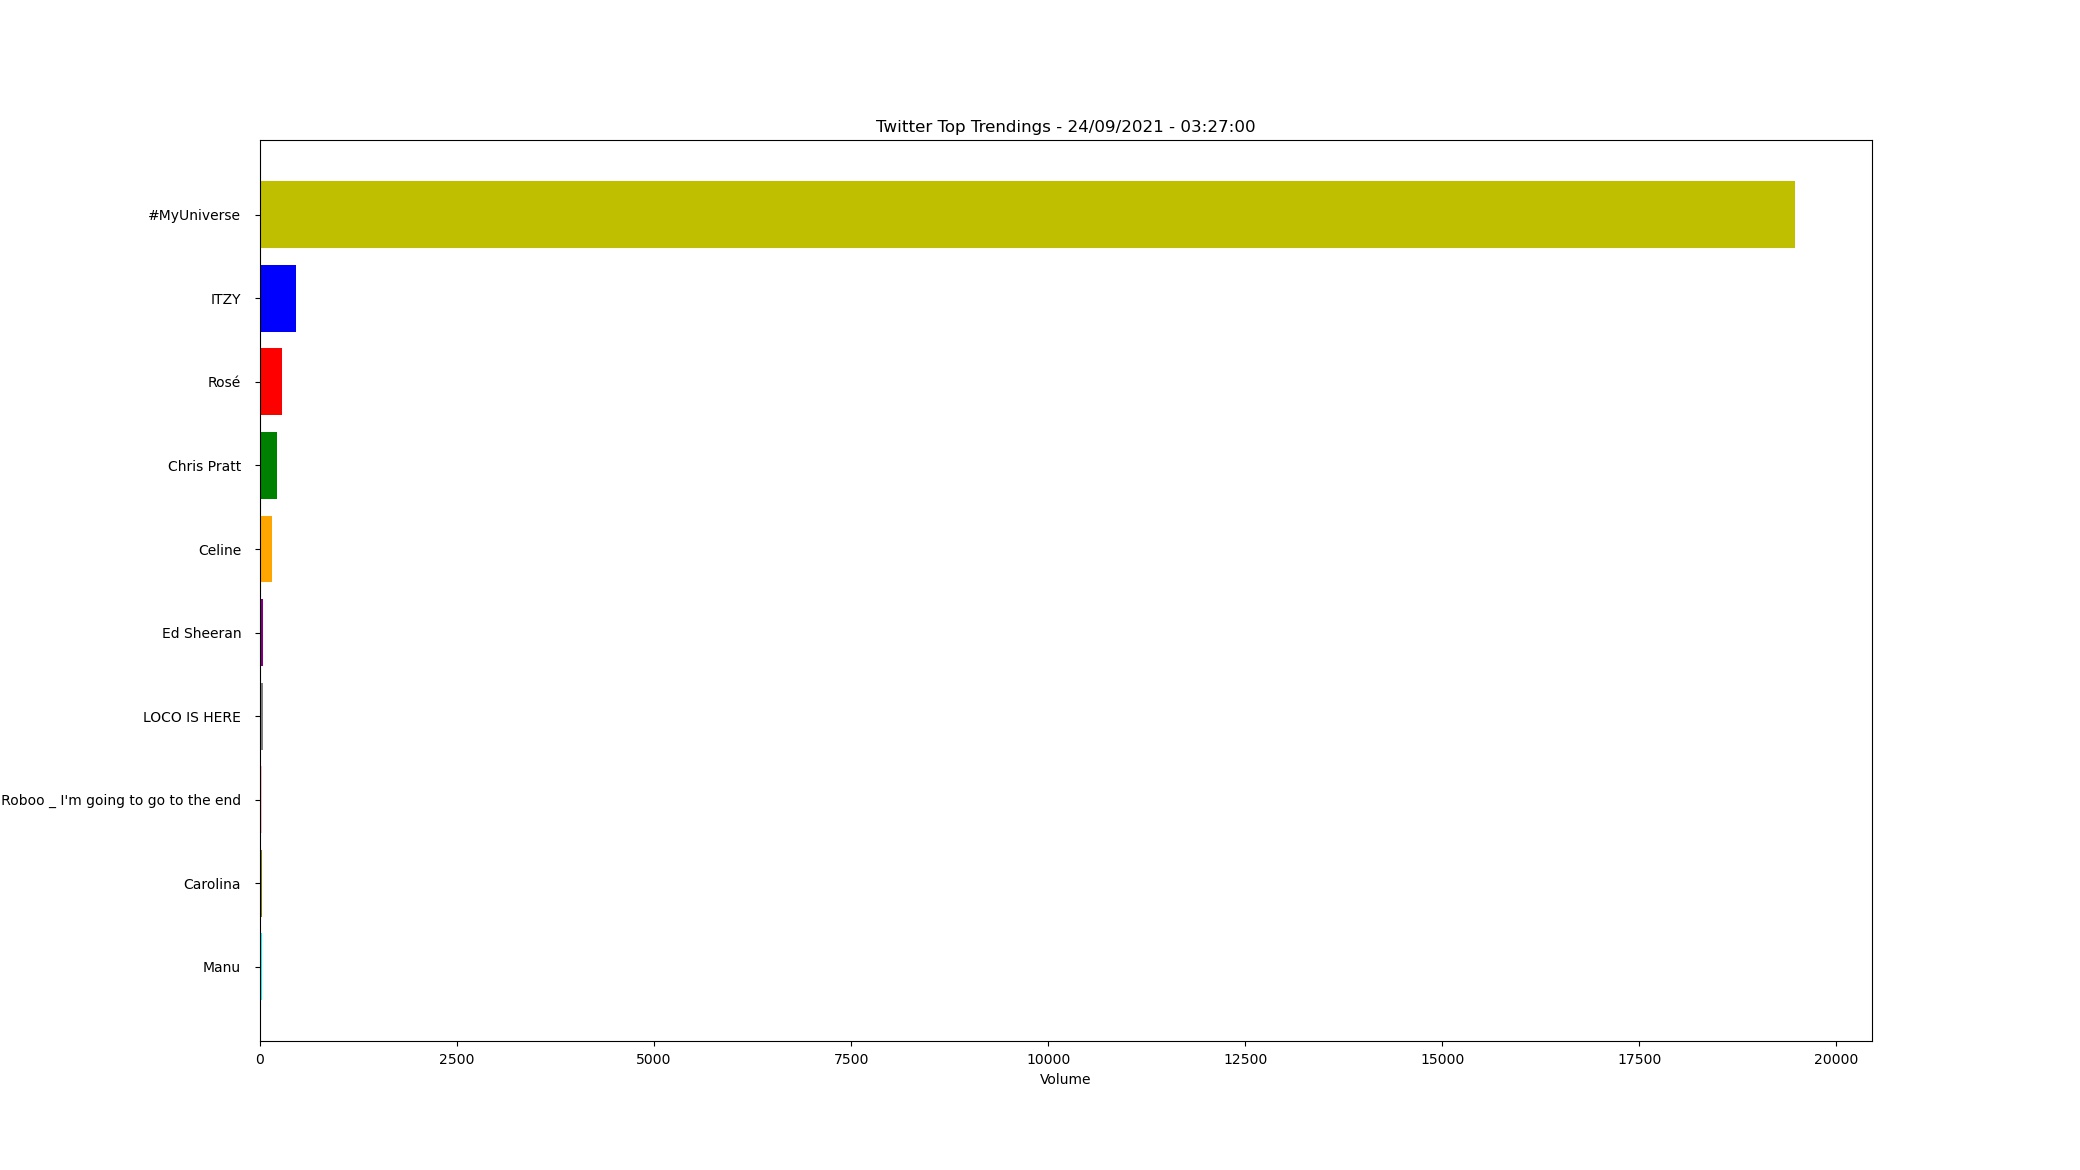 Twitter Top Trendings - 24/09/2021 - 03:27:00
#MyUniverse
ITZY
Rosé
Chris Pratt
Celine
Ed Sheeran
LOCO IS HERE
Roboo _ I'm going to go to the end
Carolina
Manu
0 2500 5000 7500 10000 12500 15000 17500 20000
Volume